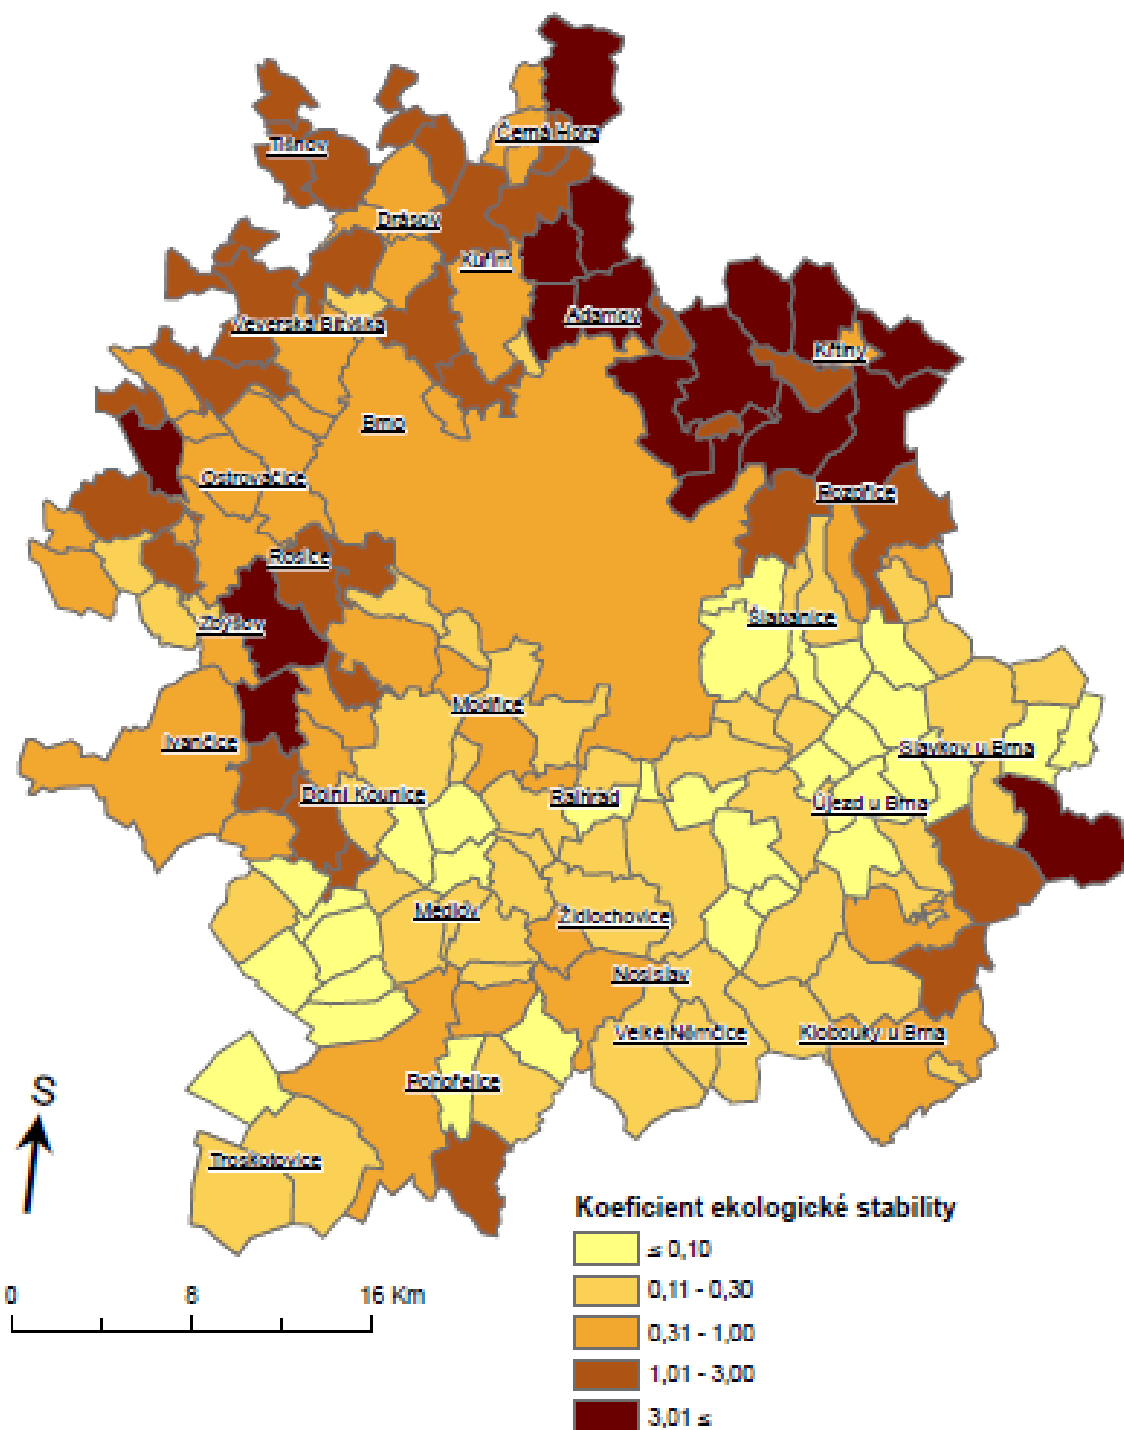 Černá Hora
Tišnov
Drásov
Kuřim
Adamov
Veverská Bítýška
Křtiny
Brno
Ostrovačice
Rozořice
Rosice
Šlapanice
Zbýšov
Modřice
Ivančice
Slavkov u Brna
Dolní Kounice
Rajhrad
Újezd u Brna
Medlov
Židlochovice
Nosislav
Velké Němčice
Klobouky u Brna
Pohořelice
S
Troskotovice
Koeficient ekologické stability
≤ 0,10
0,11 - 0,30
0,31 - 1,00
1,01 - 3,00
3,01 ≤
0 8 16 Km